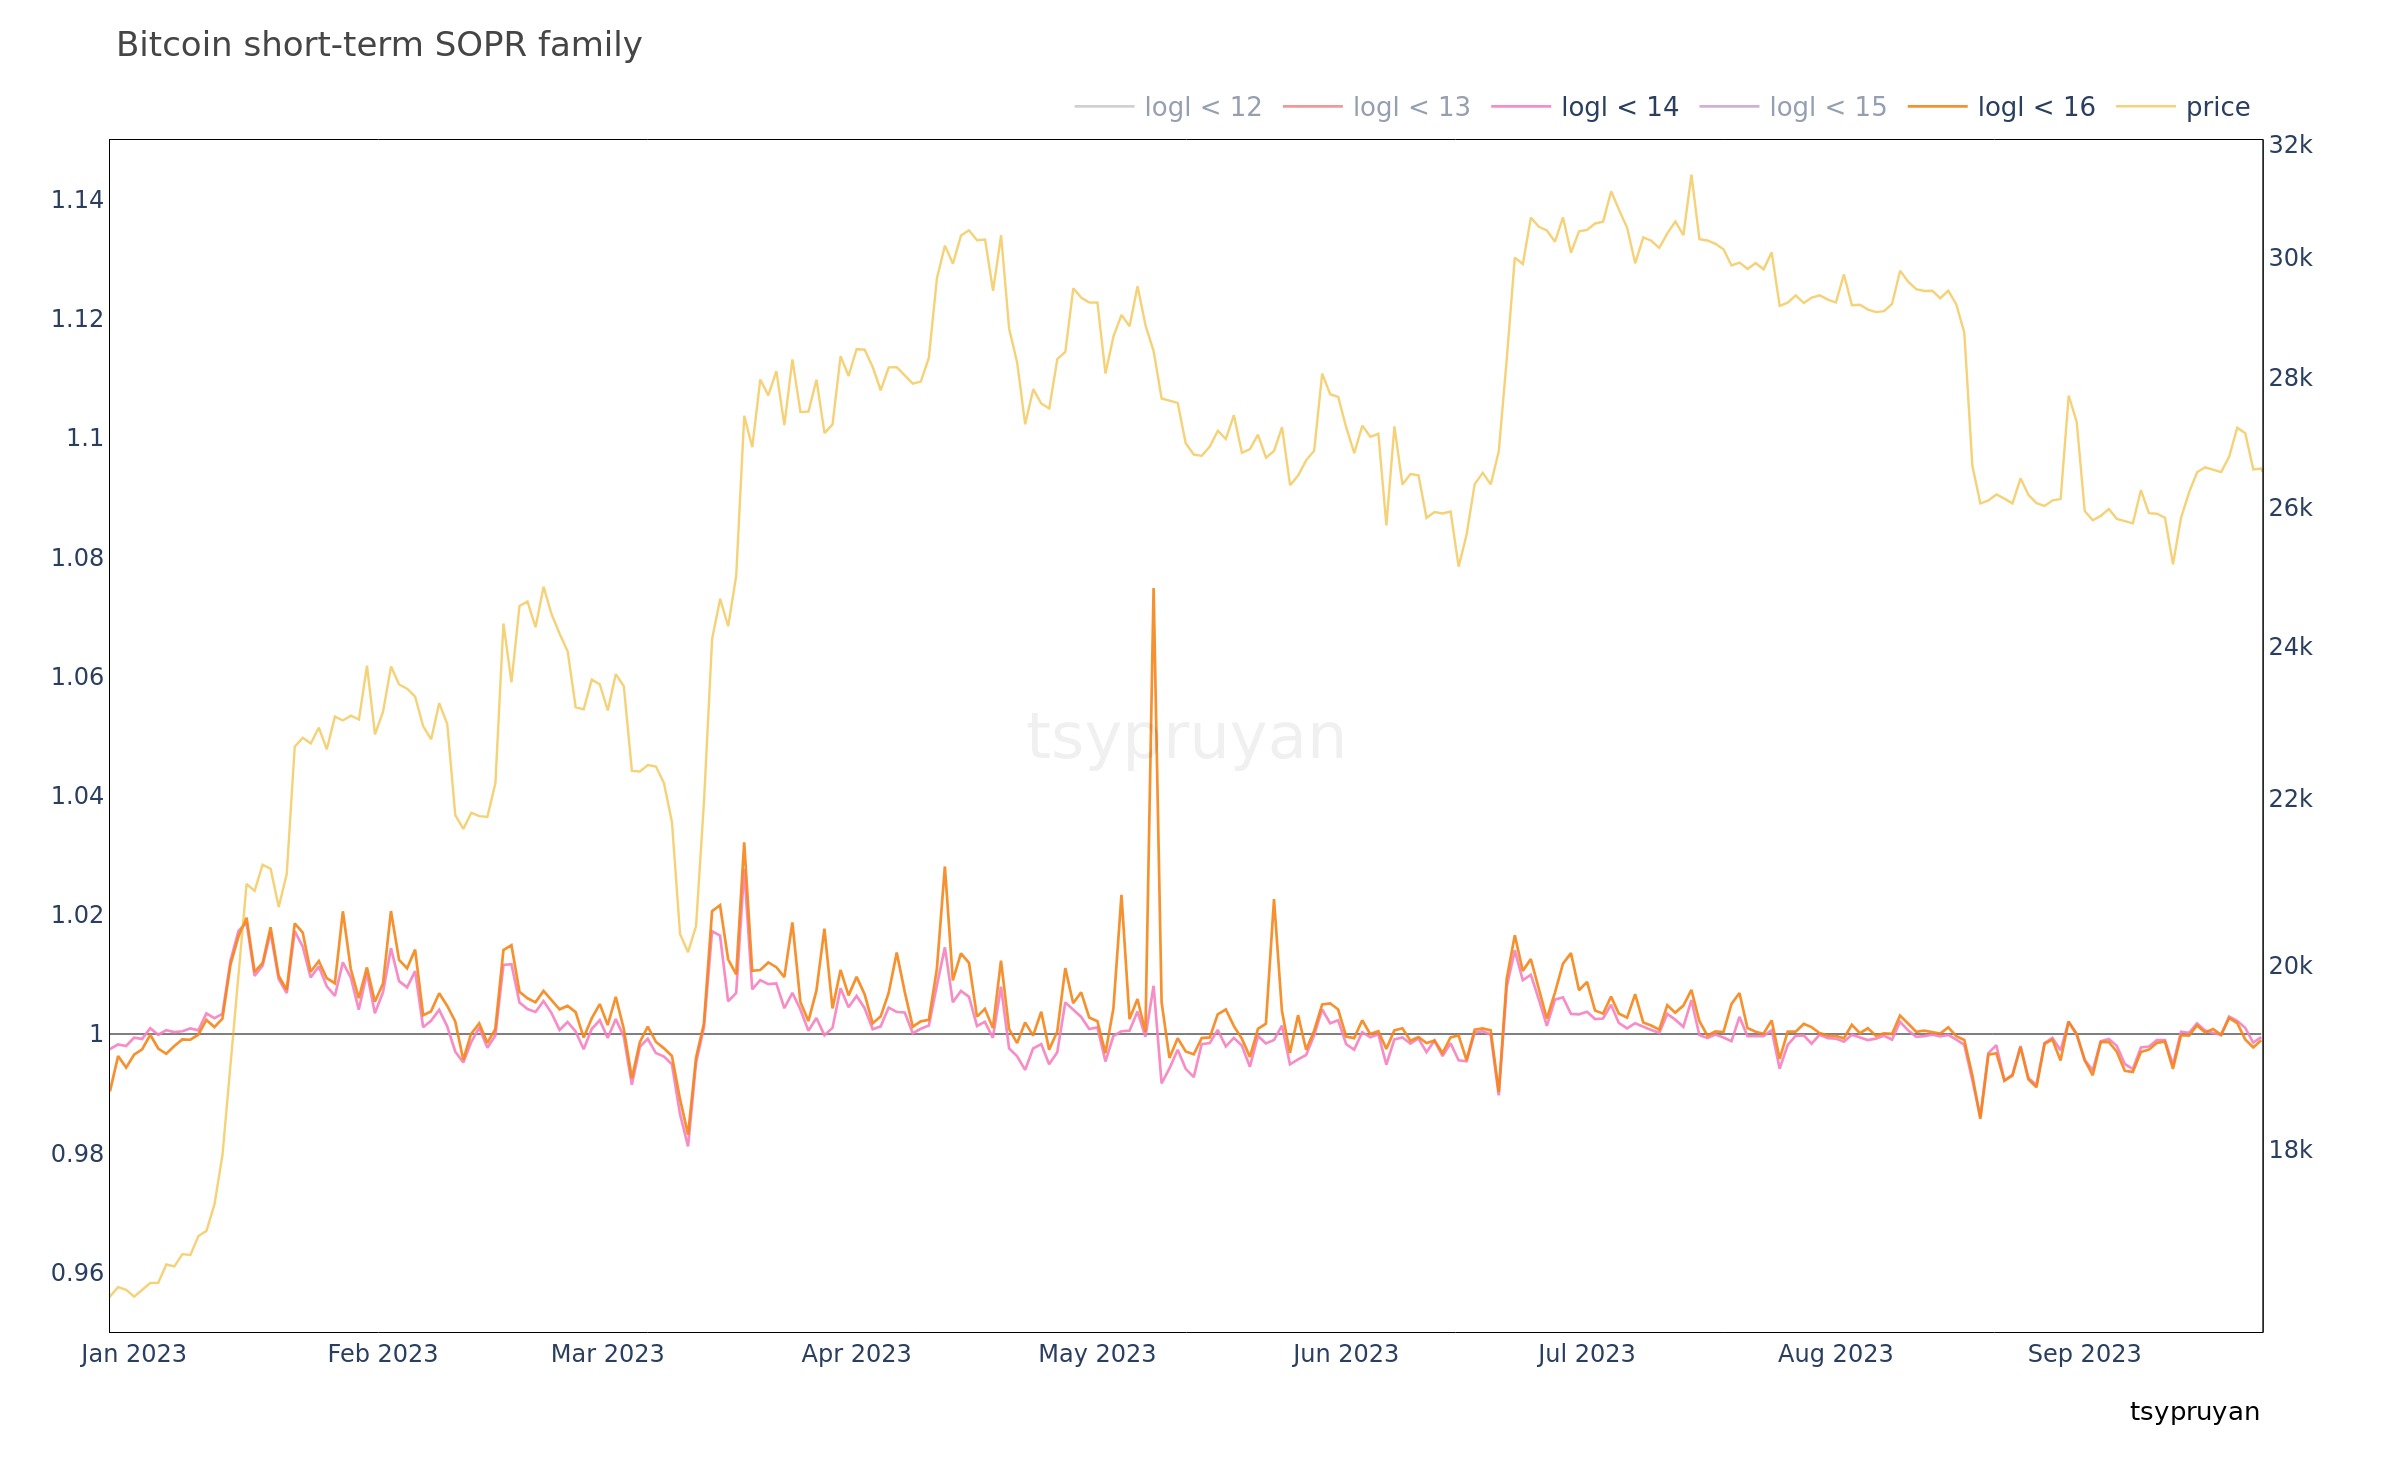 Bitcoin short-term SOPR family
logl < 12 logl < 13 logl < 14 logl < 15 logl < 16 price
1.14
1.12
1.1
1.08
1.06
1.04
1.02
1
0.98
0.96
32k
30k
28k
26k
24k
22k
20k
18k
tsypruyan
Jan 2023 Feb 2023 Mar 2023 Apr 2023 May 2023 Jun 2023 Jul 2023 Aug 2023 Sep 2023
tsypruyan